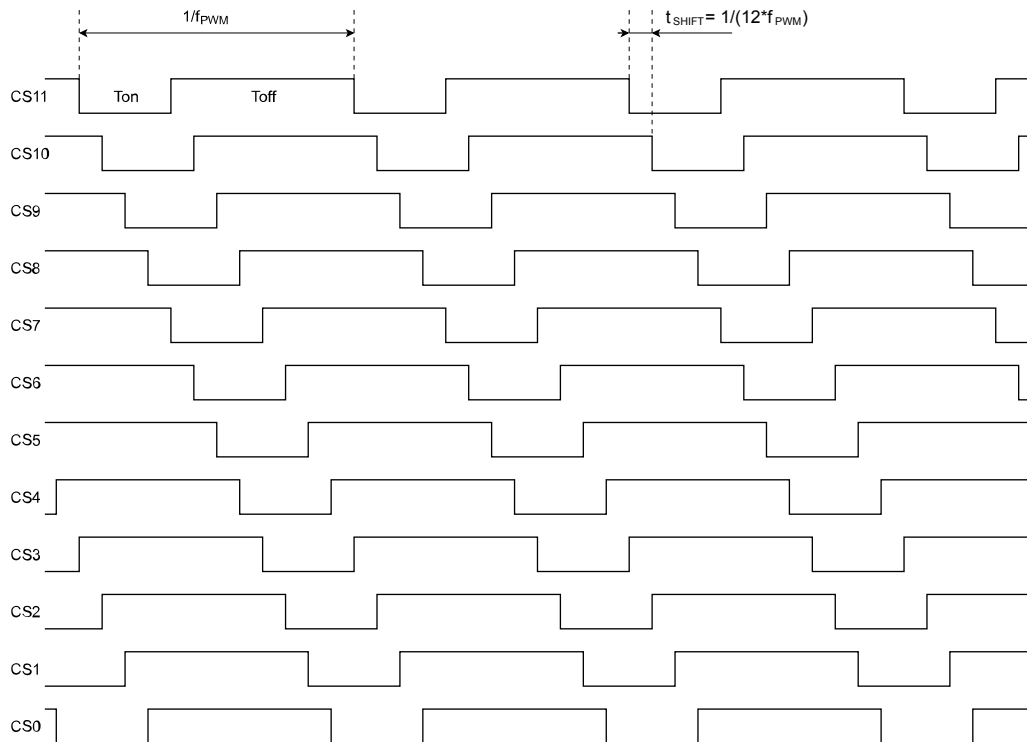 1/fPWM
tSHIFT= 1/(12*fPWM)
CS11
Ton
Toff
CS10
CS9
CS8
CS7
CS6
CS5
CS4
CS3
CS2
CS1
CS0